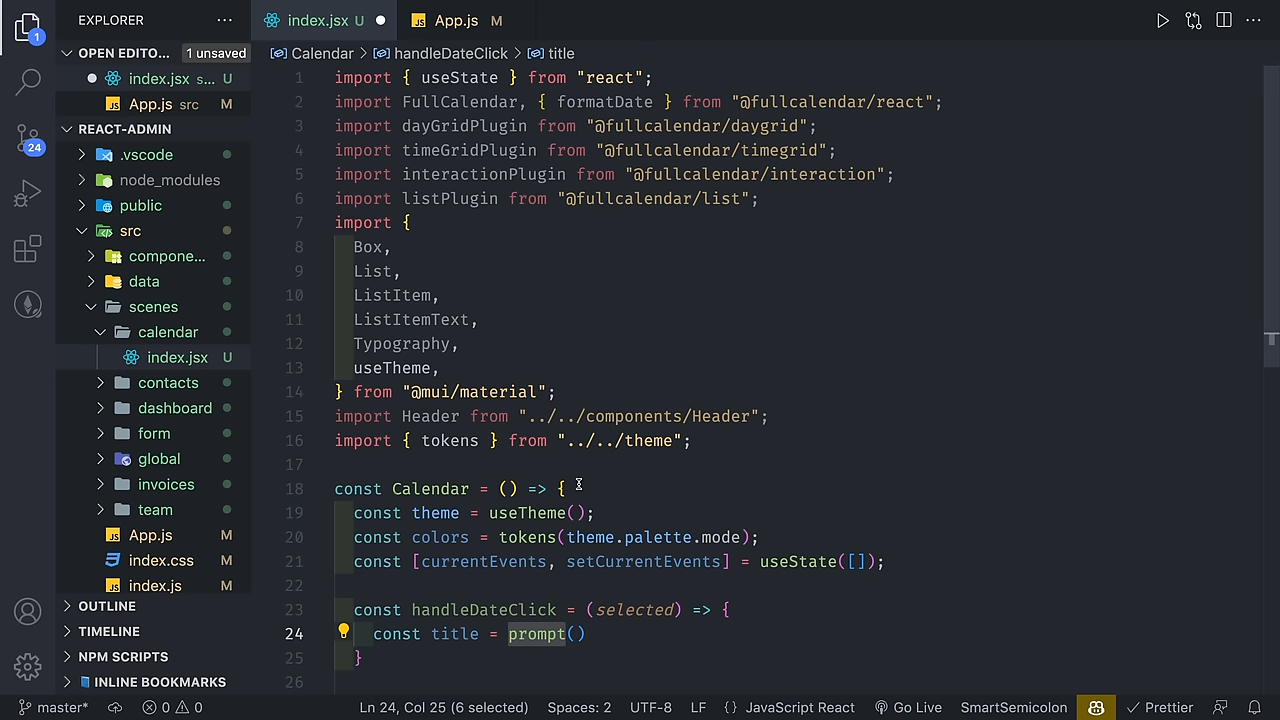 EXPLORER
index.jsx U
JS App.js M
OPEN EDITO... 1 unsaved
Calendar > handleDateClick > title
index.jsx s... U
JS App.js src M
REACT-ADMIN
.vscode
node_modules
public
src
compone...
data
scenes
calendar
index.jsx U
contacts
dashboard
form
global
invoices
team
JS App.js M
index.css M
JS index.js M
OUTLINE
TIMELINE
NPM SCRIPTS
INLINE BOOKMARKS
1
24
1 import { useState } from "react";
2 import FullCalendar, { formatDate } from "@fullcalendar/react";
3 import dayGridPlugin from "@fullcalendar/daygrid";
4 import timeGridPlugin from "@fullcalendar/timegrid";
5 import interactionPlugin from "@fullcalendar/interaction";
6 import listPlugin from "@fullcalendar/list";
7 import {
8 Box,
9 List,
10 ListItem,
11 ListItemText,
12 Typography,
13 useTheme,
14 } from "@mui/material";
15 import Header from "../../components/Header";
16 import { tokens } from "../../theme";
17
18 const Calendar = () => {
19 const theme = useTheme();
20 const colors = tokens(theme.palette.mode);
21 const [currentEvents, setCurrentEvents] = useState([]);
22
23 const handleDateClick = (selected) => {
24 const title = prompt()
25 }
26
master* 0 0 Ln 24, Col 25 (6 selected) Spaces: 2 UTF-8 LF {} JavaScript React Go Live SmartSemicolon Prettier